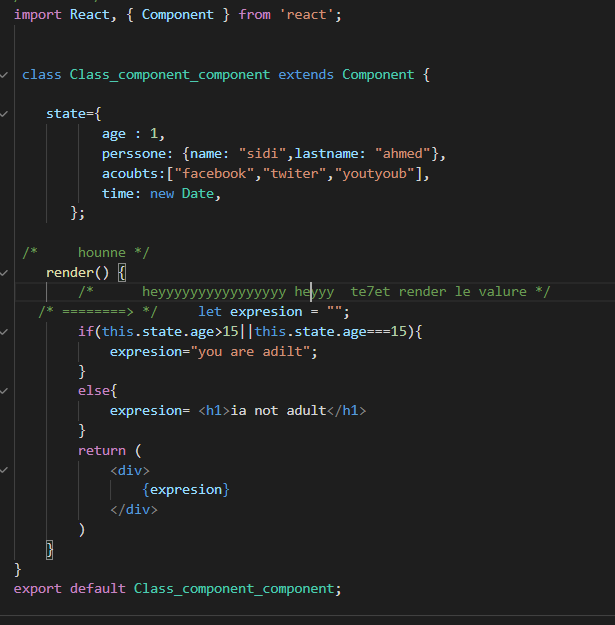 import React, { Component } from 'react';
class Class_component_component extends Component {
state={
age : 1,
perssone: {name: "sidi",lastname: "ahmed"},
acoubts:["facebook","twiter","youtyoub"],
time: new Date,
};
/* hounne */
render() {
/* heyyyyyyyyyyyyyyyy heyyy te7et render le valure */
/* ========> */ let expresion = "";
if(this.state.age>15||this.state.age===15){
expresion="you are adilt";
}
else{
expresion= <h1>ia not adult</h1>
}
return (
<div>
{expresion}
</div>
)
}
}
export default Class_component_component;